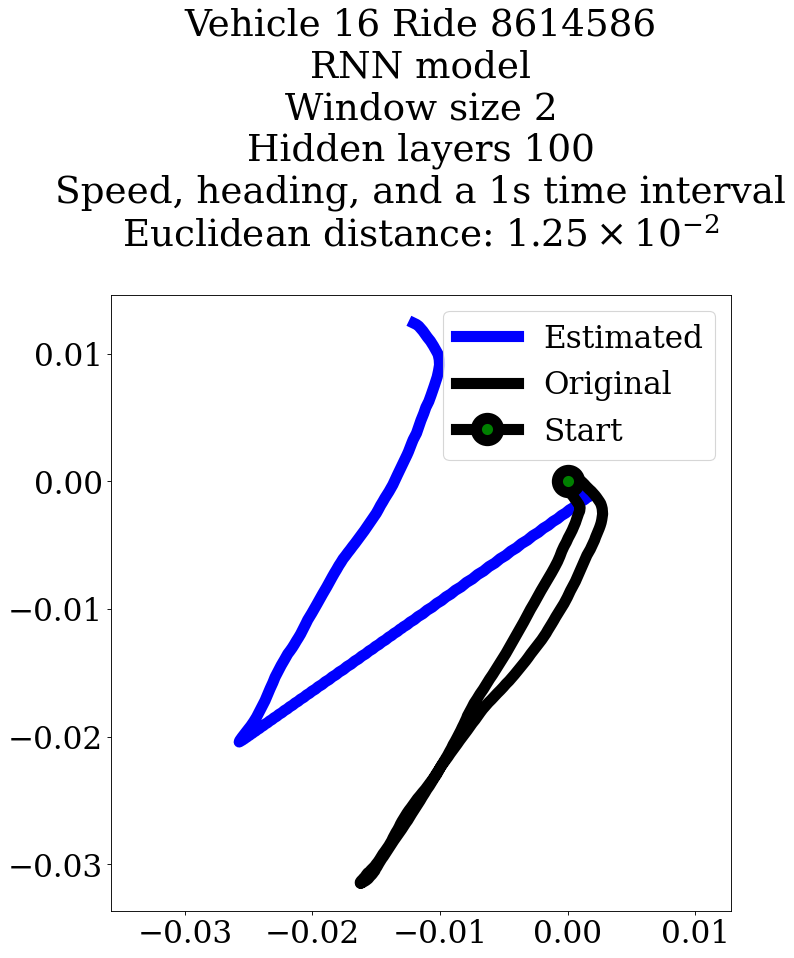 Vehicle 16 Ride 8614586
RNN model
Window size 2
Hidden layers 100
Speed, heading, and a 1s time interval
Euclidean distance: 1.25 × 10⁻²
Estimated
Original
Start
0.01
0.00
−0.01
−0.02
−0.03
−0.03 −0.02 −0.01 0.00 0.01